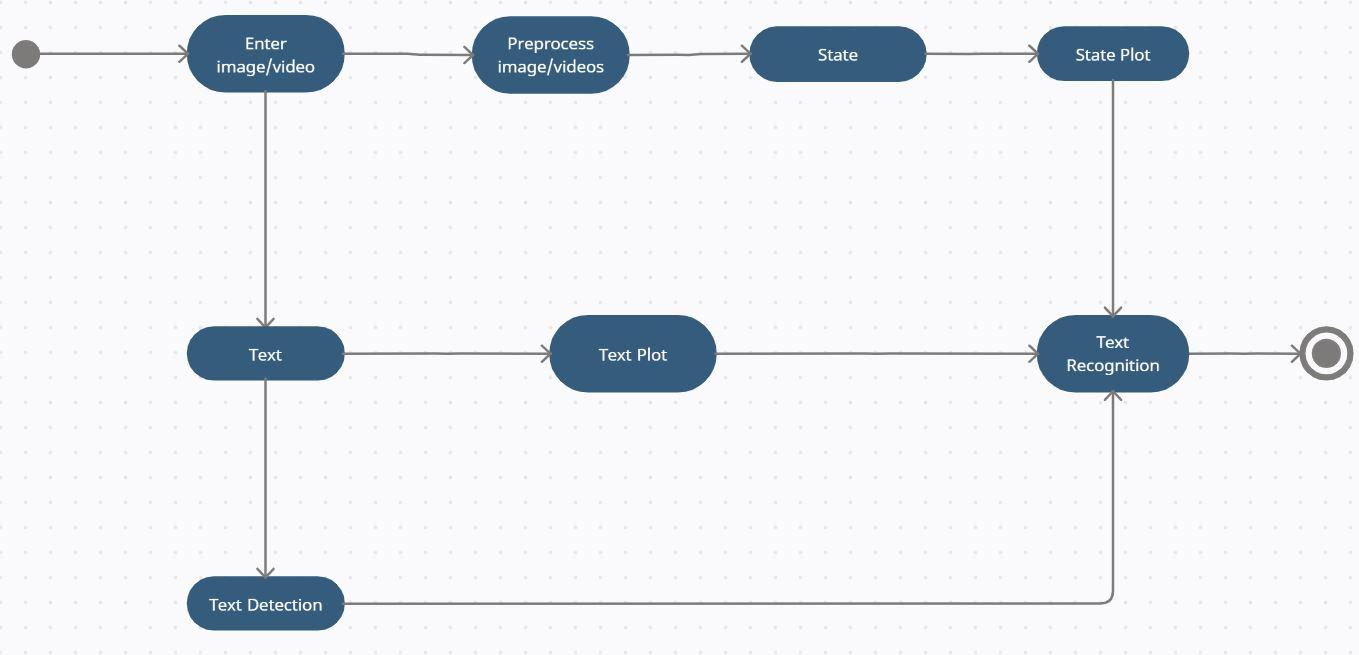 Enter
image/video
Preprocess
image/videos
State
State Plot
Text
Text Plot
Text
Recognition
Text Detection